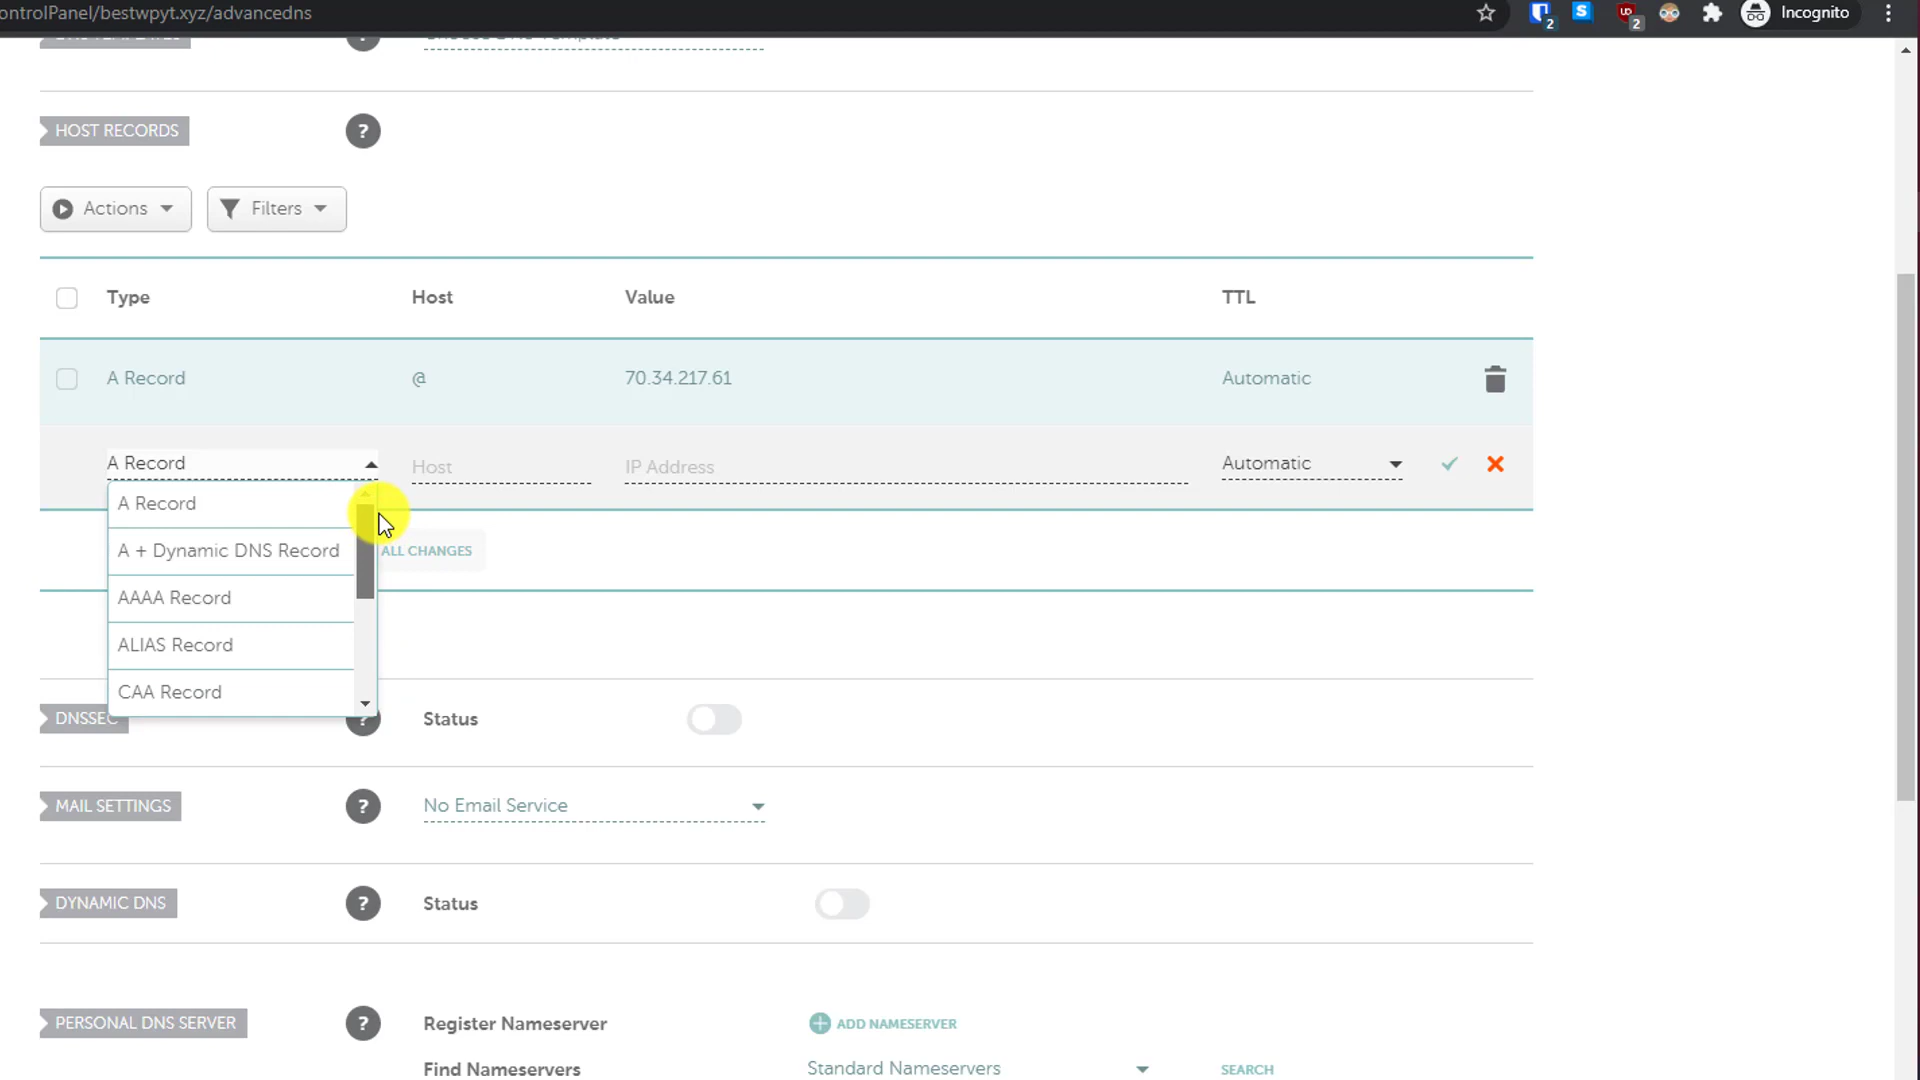 ontrolPanel/bestwpyt.xyz/advanceddns
2
S
2
Incognito
HOST RECORDS
?
Actions
Filters
Type Host Value TTL
A Record @ 70.34.217.61 Automatic
A Record Host IP Address Automatic
A Record
A + Dynamic DNS Record
ALL CHANGES
AAAA Record
ALIAS Record
CAA Record
DNSSEC ? Status
MAIL SETTINGS ? No Email Service
DYNAMIC DNS ? Status
PERSONAL DNS SERVER ? Register Nameserver ADD NAMESERVER
Find Nameservers Standard Nameservers SEARCH